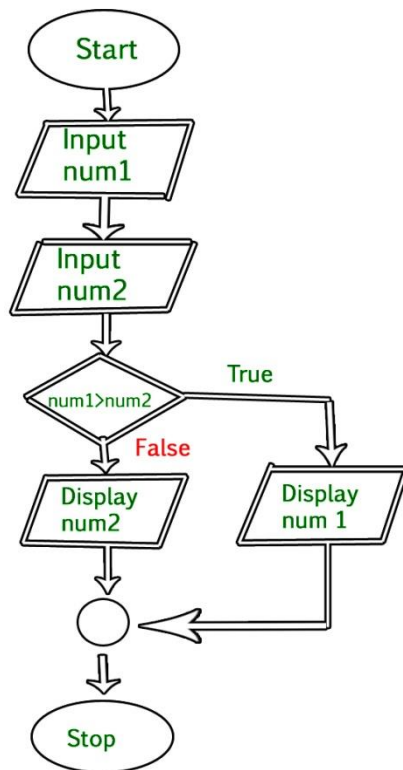 Start
Input
num1
Input
num2
num1>num2
True
False
Display
num2
Display
num 1
Stop